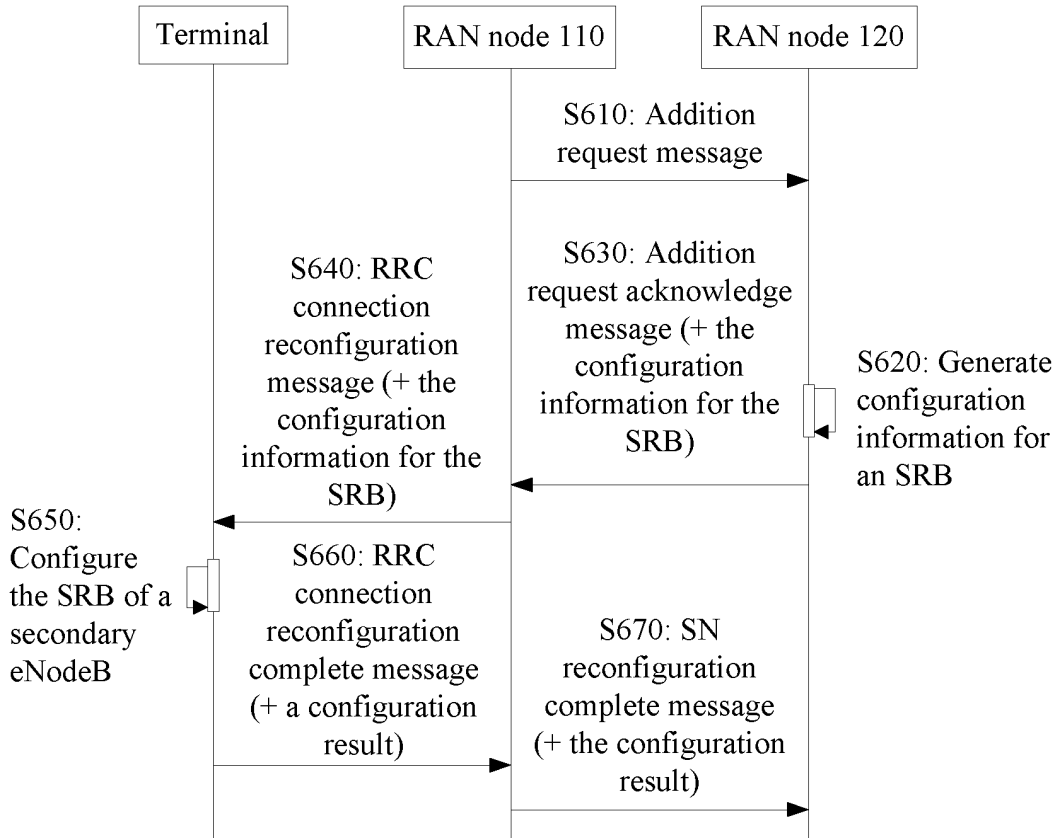 Terminal
RAN node 110
RAN node 120
S610: Addition
request message
S640: RRC
connection
reconfiguration
message (+ the
configuration
information for the
SRB)
S630: Addition
request acknowledge
message (+ the
configuration
information for the
SRB)
S620: Generate
configuration
information for
an SRB
S650:
Configure
the SRB of a
secondary
eNodeB
S660: RRC
connection
reconfiguration
complete message
(+ a configuration
result)
S670: SN
reconfiguration
complete message
(+ the configuration
result)